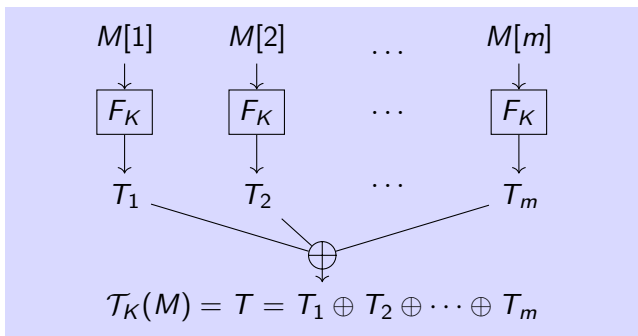 M[1] M[2] ⋯ M[m]
F_K F_K ⋯ F_K
T_1 T_2 ⋯ T_m
⊕
𝒯_K(M) = T = T_1 ⊕ T_2 ⊕ ⋯ ⊕ T_m